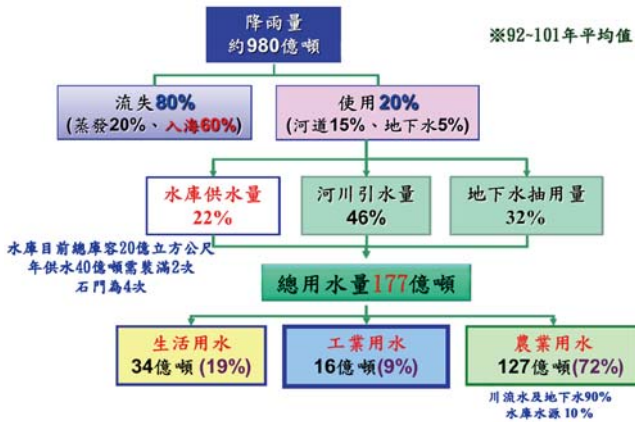 降雨量
約980億噸
※92~101年平均值
流失80%
(蒸發20%、入海60%)
使用20%
(河道15%、地下水5%)
水庫供水量
22%
河川引水量
46%
地下水抽用量
32%
水庫目前總庫容20億立方公尺
年供水40億噸需裝滿2次
石門為4次
總用水量177億噸
生活用水
34億噸 (19%)
工業用水
16億噸 (9%)
農業用水
127億噸(72%)
川流水及地下水90%
水庫水源10%